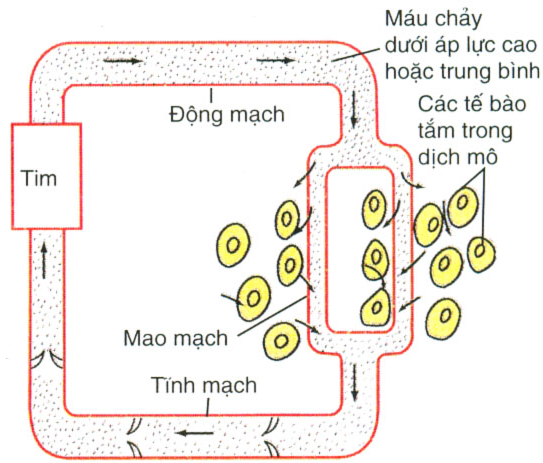 Máu chảy
dưới áp lực cao
hoặc trung bình
Động mạch
Các tế bào
tắm trong
dịch mô
Tim
Mao mạch
Tĩnh mạch